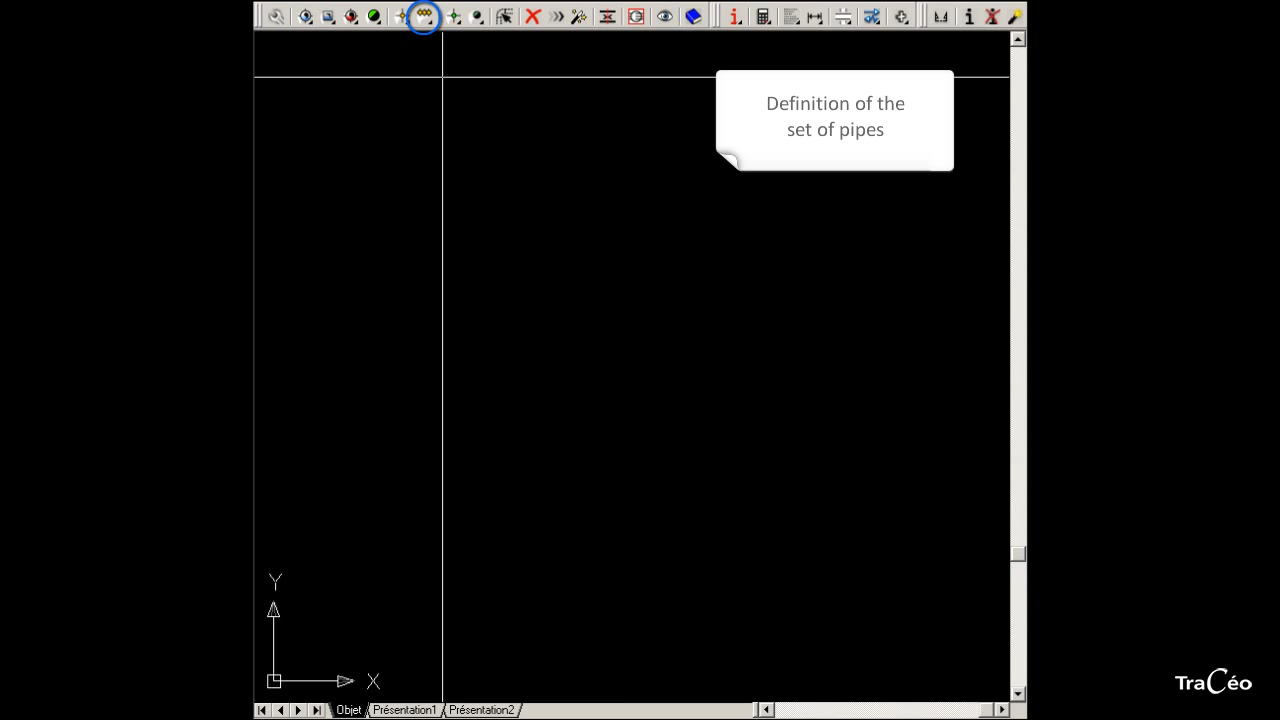 Definition of the
set of pipes
Y
X
Objet
Présentation1
Présentation2
TraCéo